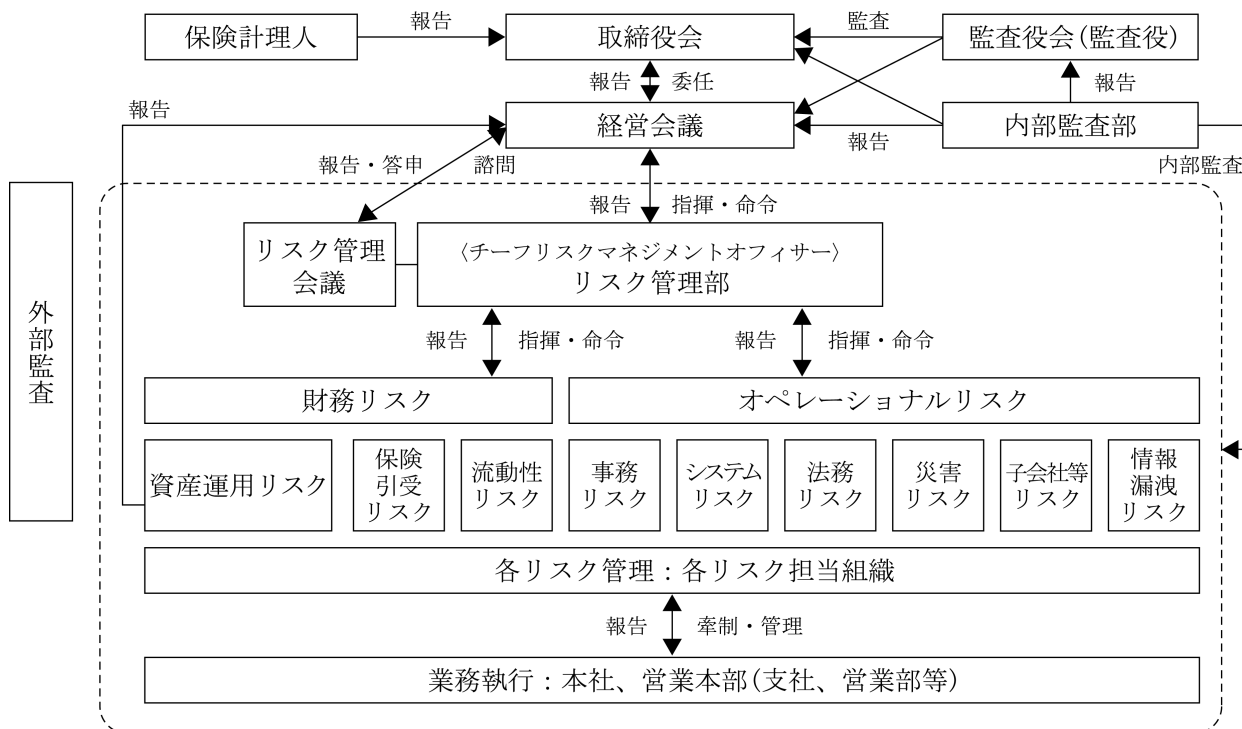 保険計理人
報告
取締役会
監査
監査役会(監査役)
報告
委任
報告
報告
経営会議
報告
内部監査部
報告・答申
諮問
内部監査
報告
指揮・命令
リスク管理
会議
〈チーフリスクマネジメントオフィサー〉
リスク管理部
外部監査
報告
指揮・命令
報告
指揮・命令
財務リスク
オペレーショナルリスク
資産運用リスク
保険
引受
リスク
流動性
リスク
事務
リスク
システム
リスク
法務
リスク
災害
リスク
子会社等
リスク
情報
漏洩
リスク
各リスク管理：各リスク担当組織
報告
牽制・管理
業務執行：本社、営業本部(支社、営業部等)